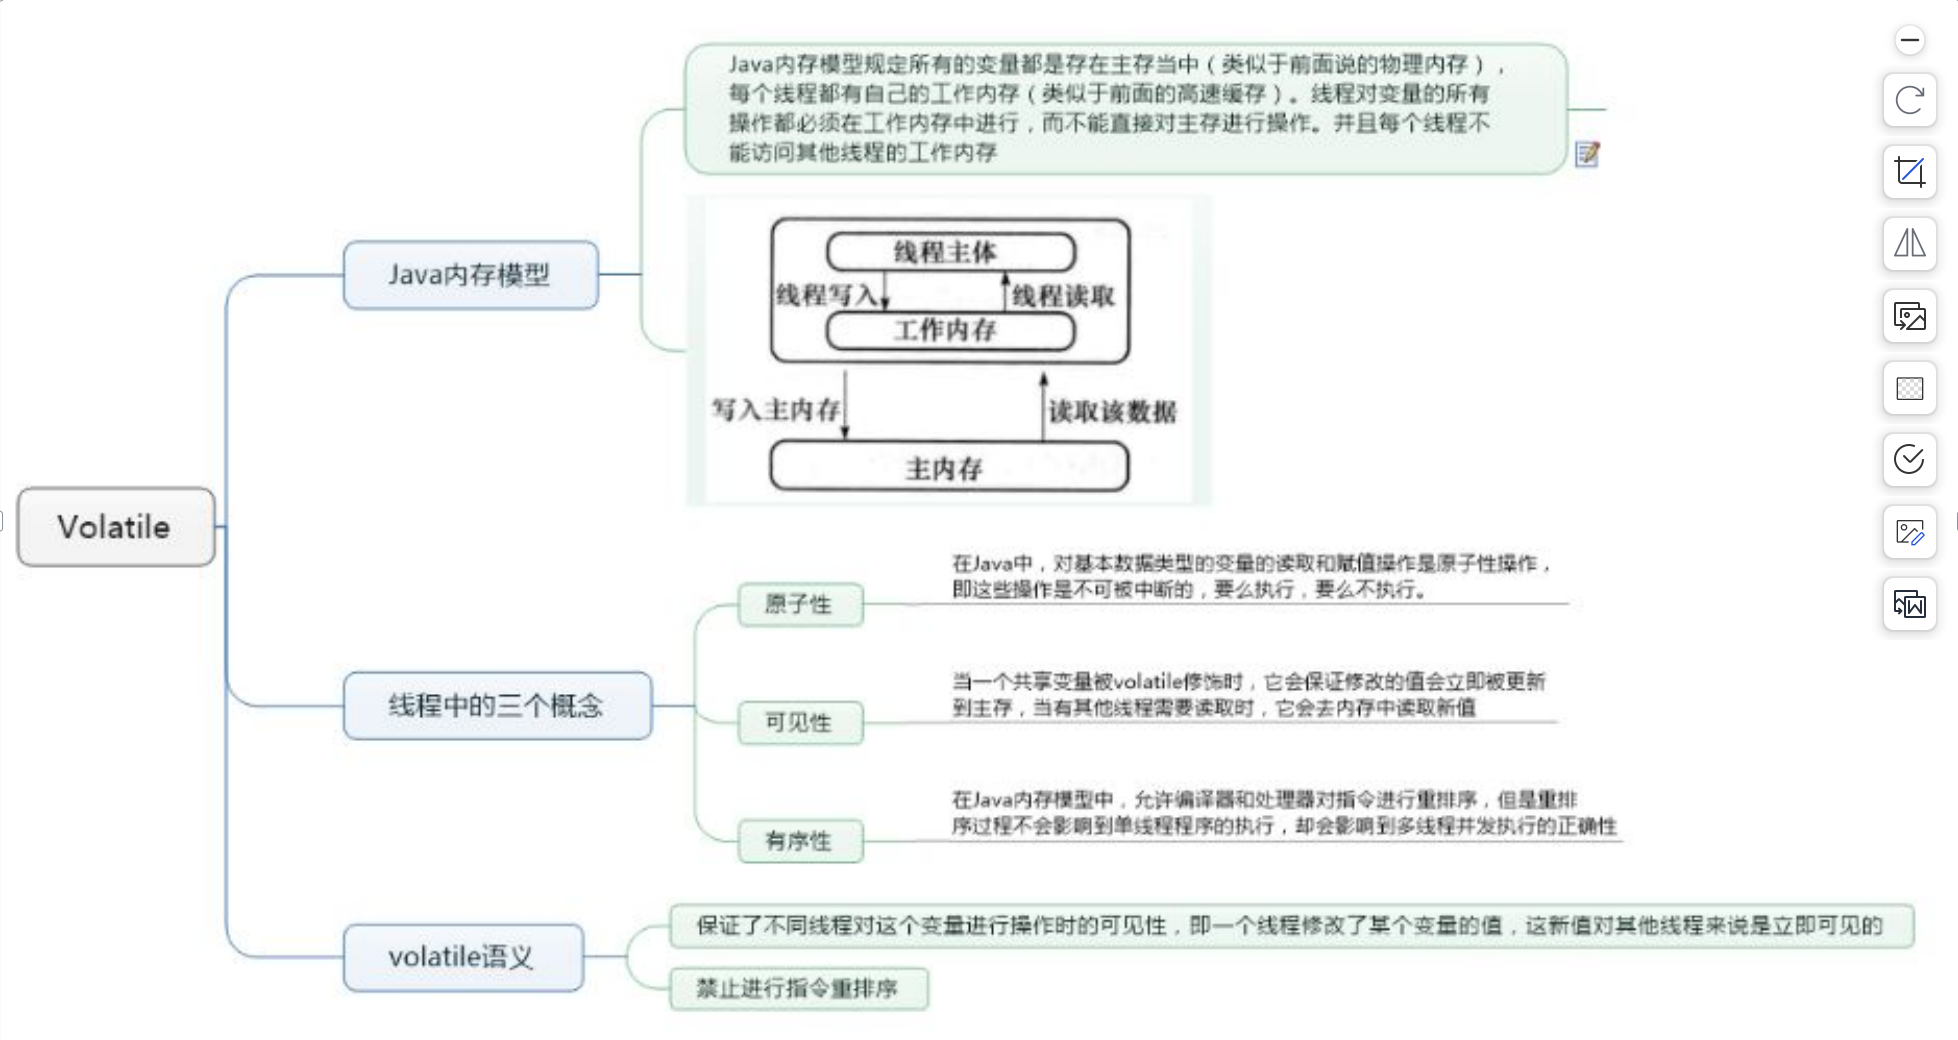 Volatile
Java内存模型
Java内存模型规定所有的变量都是存在主存当中（类似于前面说的物理内存），
每个线程都有自己的工作内存（类似于前面的高速缓存）。线程对变量的所有
操作都必须在工作内存中进行，而不能直接对主存进行操作。并且每个线程不
能访问其他线程的工作内存
线程主体
线程写入
线程读取
工作内存
写入主内存
读取该数据
主内存
线程中的三个概念
原子性
在Java中，对基本数据类型的变量的读取和赋值操作是原子性操作，
即这些操作是不可被中断的，要么执行，要么不执行。
可见性
当一个共享变量被volatile修饰时，它会保证修改的值会立即被更新
到主存，当有其他线程需要读取时，它会去内存中读取新值
有序性
在Java内存模型中，允许编译器和处理器对指令进行重排序，但是重排
序过程不会影响到单线程程序的执行，却会影响到多线程并发执行的正确性
volatile语义
保证了不同线程对这个变量进行操作时的可见性，即一个线程修改了某个变量的值，这新值对其他线程来说是立即可见的
禁止进行指令重排序